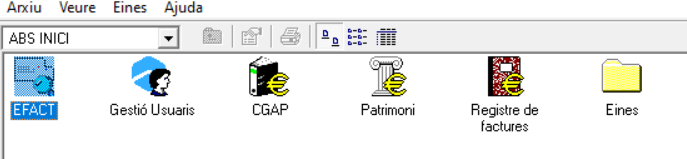 Arxiu Veure Eines Ajuda
ABS INICI
EFACT Gestió Usuaris CGAP Patrimoni Registre de factures Eines